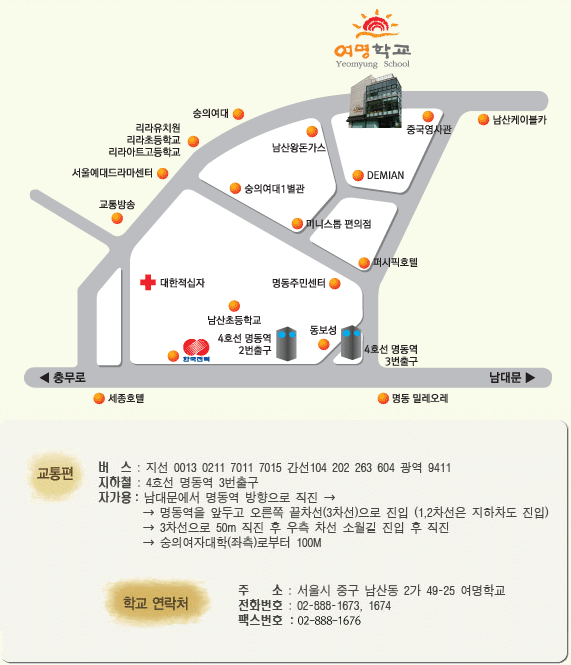 여명학교
Yeomyung School
숭의여대
리라유치원
리라초등학교
리라아트고등학교
서울예대드라마센터
교통방송
남산왕돈가스
중국영사관
남산케이블카
숭의여대1별관
DEMIAN
미니스톱 편의점
퍼시픽호텔
대한적십자
명동주민센터
남산초등학교
4호선 명동역
2번출구
동보성
4호선 명동역
3번출구
한국전력
◀ 충무로
남대문 ▶
세종호텔
명동 밀레오레
교통편
버 스 : 지선 0013 0211 7011 7015 간선104 202 263 604 광역 9411
지하철 : 4호선 명동역 3번출구
자가용 : 남대문에서 명동역 방향으로 직진 →
→ 명동역을 앞두고 오른쪽 끝차선(3차선)으로 진입 (1,2차선은 지하차도 진입)
→ 3차선으로 50m 직진 후 우측 차선 소월길 진입 후 직진
→ 숭의여자대학(좌측)로부터 100M
학교 연락처
주 소 : 서울시 중구 남산동 2가 49-25 여명학교
전화번호 : 02-888-1673, 1674
팩스번호 : 02-888-1676